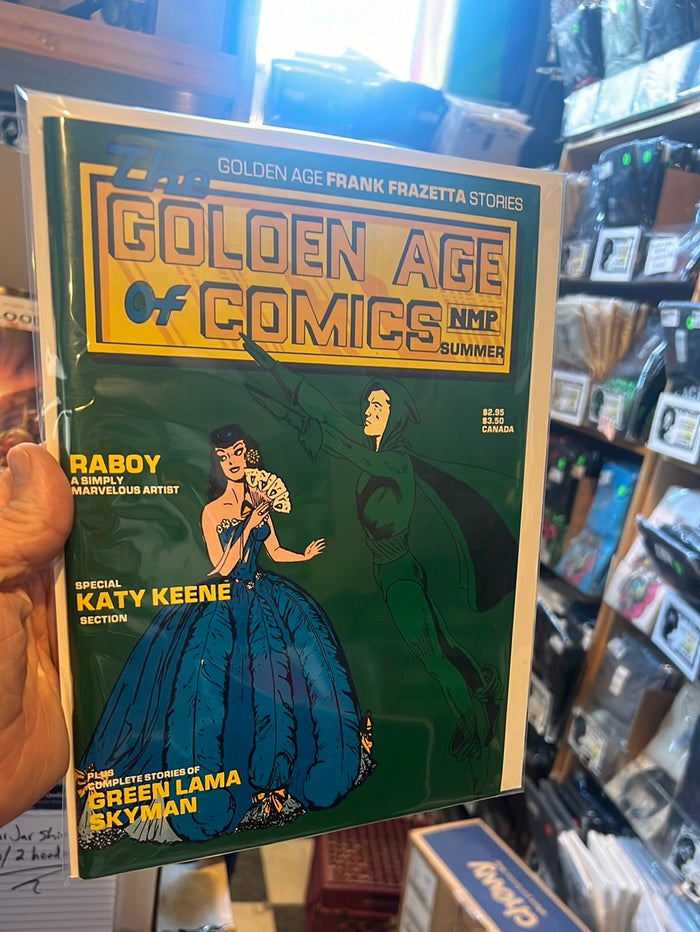 GOLDEN AGE FRANK FRAZETTA STORIES
The
GOLDEN AGE
OF COMICS
NMP
SUMMER
$2.95
$3.50
CANADA
RABOY
A SIMPLY
MARVELOUS ARTIST
SPECIAL
KATY KEENE
SECTION
PLUS
COMPLETE STORIES OF
GREEN LAMA
SKYMAN
chewy